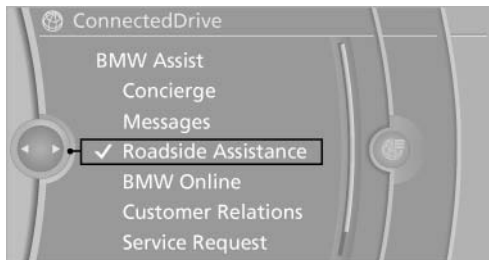 ConnectedDrive
BMW Assist
Concierge
Messages
Roadside Assistance
BMW Online
Customer Relations
Service Request